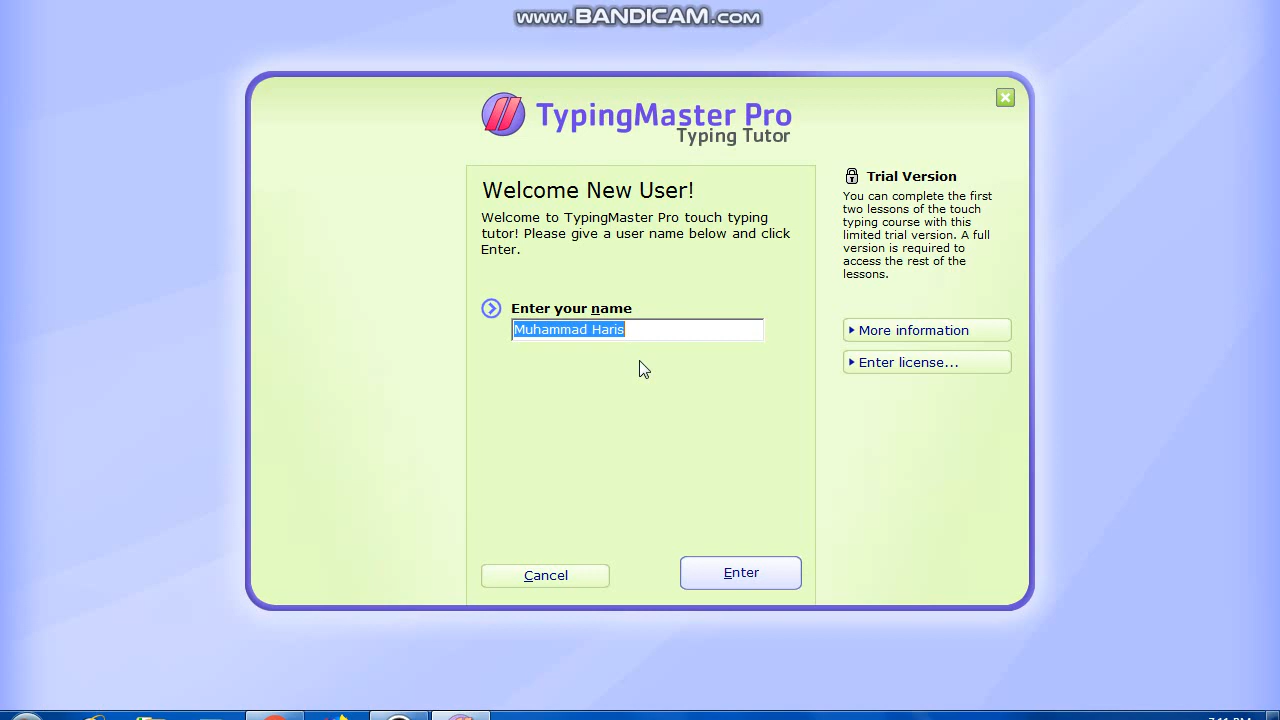 www.BANDICAM.com
TypingMaster Pro
Typing Tutor
Welcome New User!
Welcome to TypingMaster Pro touch typing
tutor! Please give a user name below and click
Enter.
Enter your name
Muhammad Haris
Cancel
Enter
Trial Version
You can complete the first
two lessons of the touch
typing course with this
limited trial version. A full
version is required to
access the rest of the
lessons.
More information
Enter license...
7:11 PM